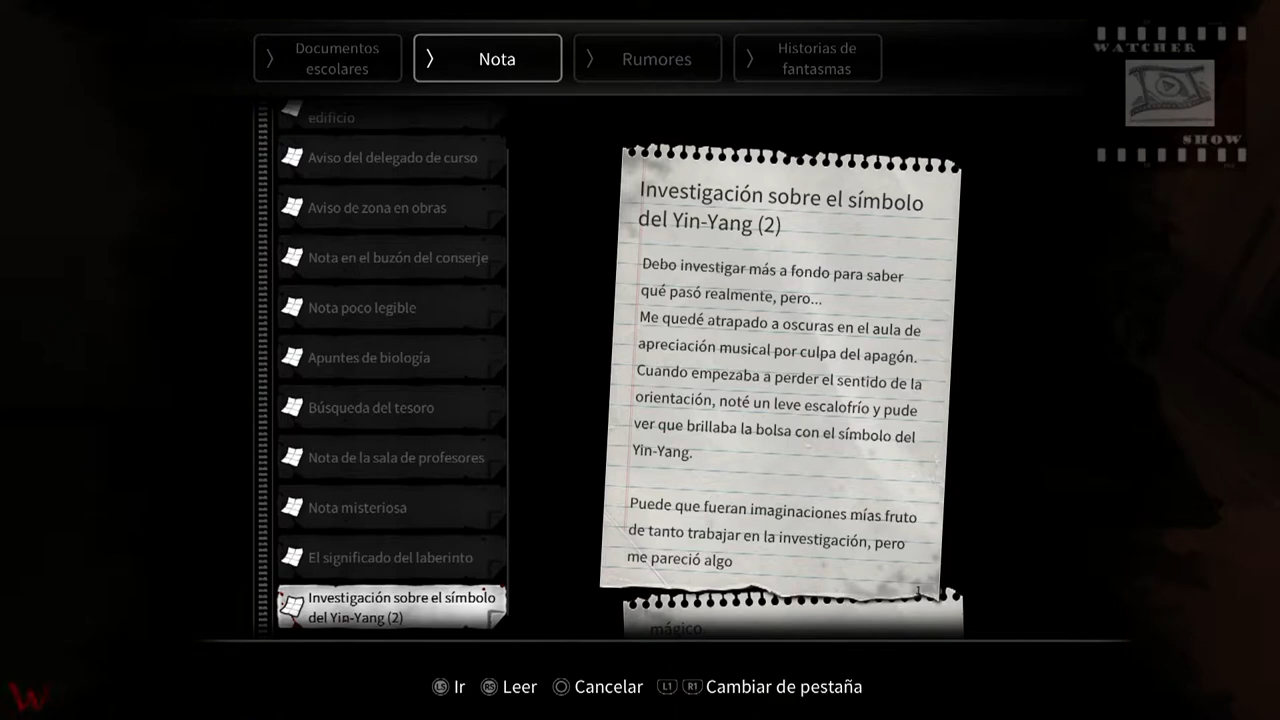 Documentos
escolares
Nota
Rumores
Historias de
fantasmas
WATCHER
SHOW
edificio
Aviso del delegado de curso
Aviso de zona en obras
Nota en el buzón del conserje
Nota poco legible
Apuntes de biología
Búsqueda del tesoro
Nota de la sala de profesores
Nota misteriosa
El significado del laberinto
Investigación sobre el símbolo
del Yin-Yang (2)
Investigación sobre el símbolo
del Yin-Yang (2)
Debo investigar más a fondo para saber
qué pasó realmente, pero...
Me quedé atrapado a oscuras en el aula de
apreciación musical por culpa del apagón.
Cuando empezaba a perder el sentido de la
orientación, noté un leve escalofrío y pude
ver que brillaba la bolsa con el símbolo del
Yin-Yang.
Puede que fueran imaginaciones mías fruto
de tanto trabajar en la investigación, pero
me pareció algo
1
mágico.
W
LS Ir RS Leer Cancelar L1 R1 Cambiar de pestaña